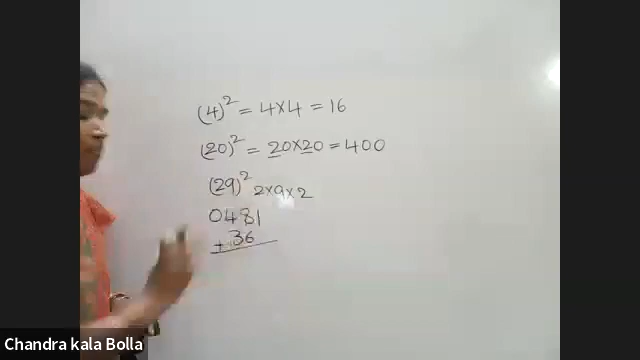 (4)² = 4×4 = 16
(20)² = 20×20 = 400
(29)² 2×9×2
0481
+36
Chandra kala Bolla